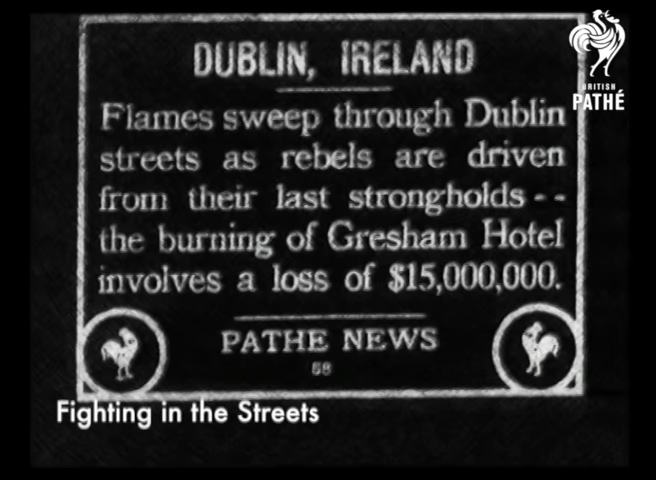 DUBLIN, IRELAND
BRITISH
PATHÉ
Flames sweep through Dublin
streets as rebels are driven
from their last strongholds - -
the burning of Gresham Hotel
involves a loss of $15,000,000.
PATHE NEWS
68
Fighting in the Streets